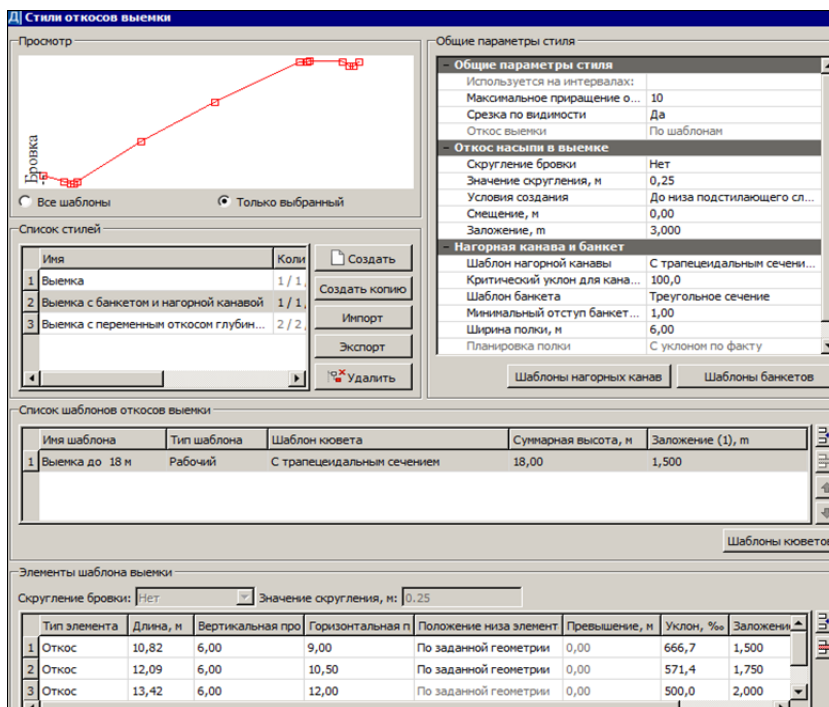 Стили откосов выемки
Просмотр
Бровка
Все шаблоны
Только выбранный
Общие параметры стиля
Общие параметры стиля
Используется на интервалах:
Максимальное приращение о... 10
Срезка по видимости Да
Откос выемки По шаблонам
Откос насыпи в выемке
Скругление бровки Нет
Значение скругления, м 0,25
Условия создания До низа подстилающего сл...
Смещение, м 0,00
Заложение, m 3,000
Нагорная канава и банкет
Шаблон нагорной канавы С трапецеидальным сечени...
Критический уклон для кана... 100,0
Шаблон банкета Треугольное сечение
Минимальный отступ банкет... 1,00
Ширина полки, м 6,00
Планировка полки С уклоном по факту
Шаблоны нагорных канав
Шаблоны банкетов
Список стилей
Имя Коли
1 Выемка 1 / 1
2 Выемка с банкетом и нагорной канавой 1 / 1
3 Выемка с переменным откосом глубин... 2 / 2
Создать
Создать копию
Импорт
Экспорт
Удалить
Список шаблонов откосов выемки
Имя шаблона Тип шаблона Шаблон кювета Суммарная высота, м Заложение (1), m
1 Выемка до 18 м Рабочий С трапецеидальным сечением 18,00 1,500
Шаблоны кюветов
Элементы шаблона выемки
Скругление бровки: Нет Значение скругления, м: 0.25
Тип элемента Длина, м Вертикальная про Горизонтальная п Положение низа элемент Превышение, м Уклон, ‰ Заложени
1 Откос 10,82 6,00 9,00 По заданной геометрии 0,00 666,7 1,500
2 Откос 12,09 6,00 10,50 По заданной геометрии 0,00 571,4 1,750
3 Откос 13,42 6,00 12,00 По заданной геометрии 0,00 500,0 2,000